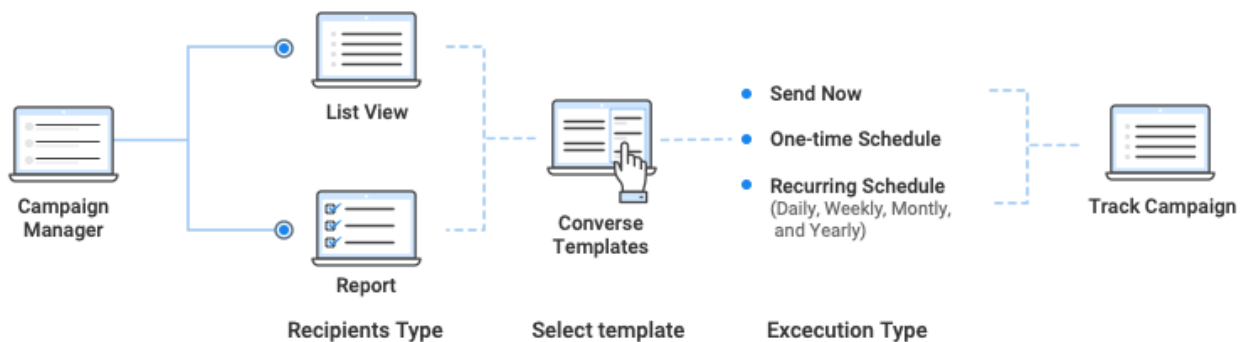 Campaign
Manager
List View
Report
Recipients Type
Converse
Templates
Select template
Send Now
One-time Schedule
Recurring Schedule
(Daily, Weekly, Montly,
and Yearly)
Excecution Type
Track Campaign